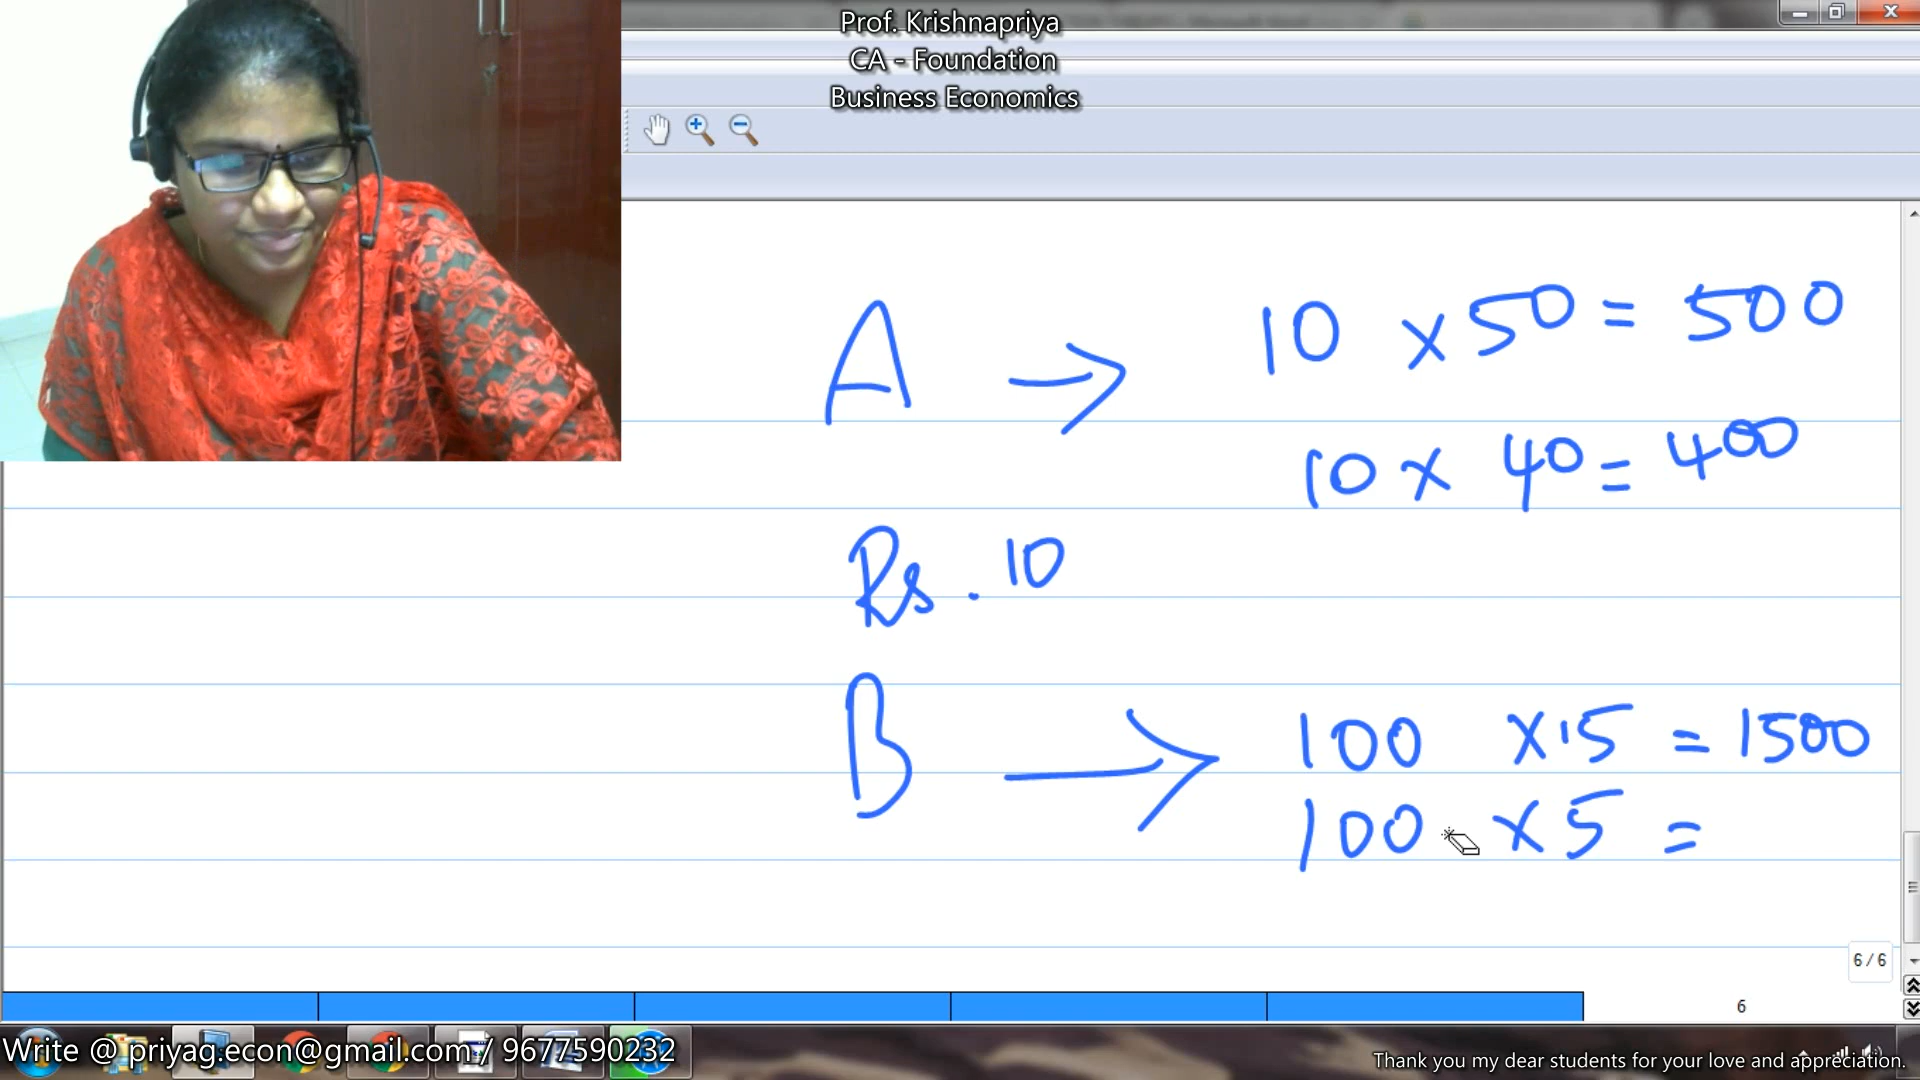 Prof. Krishnapriya
CA - Foundation
Business Economics
A → 10 × 50 = 500
10 × 40 = 400
Rs. 10
B → 100 × 15 = 1500
100 × 5 =
6 / 6
6
Write @ priyag.econ@gmail.com / 9677590232
Thank you my dear students for your love and appreciation.